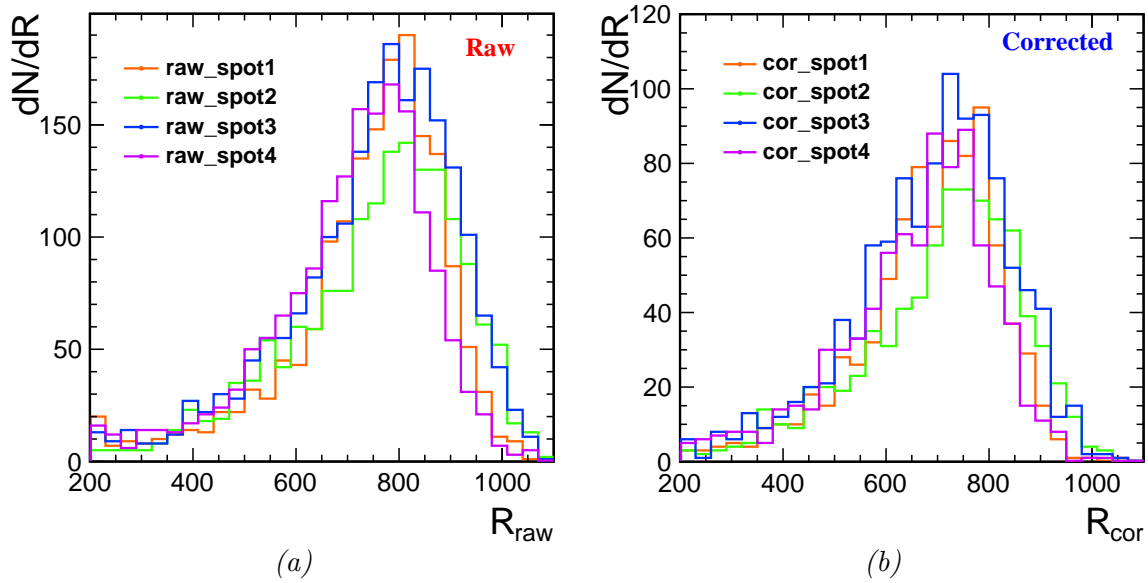 dN/dR
Raw
raw_spot1
raw_spot2
raw_spot3
raw_spot4
150
100
50
0
200 400 600 800 1000
R_raw
(a)
dN/dR
Corrected
cor_spot1
cor_spot2
cor_spot3
cor_spot4
120
100
80
60
40
20
0
200 400 600 800 1000
R_cor
(b)